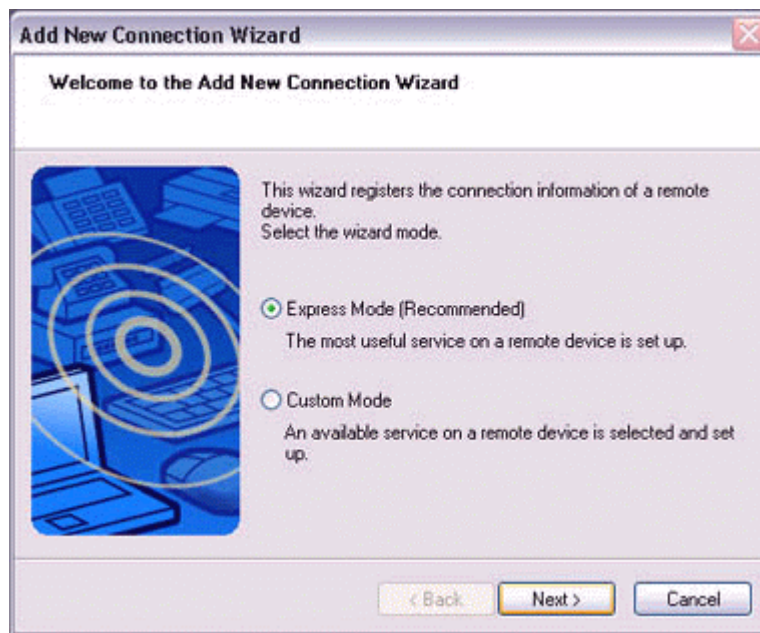 Add New Connection Wizard
Welcome to the Add New Connection Wizard
This wizard registers the connection information of a remote
device.
Select the wizard mode.
Express Mode (Recommended)
The most useful service on a remote device is set up.
Custom Mode
An available service on a remote device is selected and set
up.
< Back
Next >
Cancel